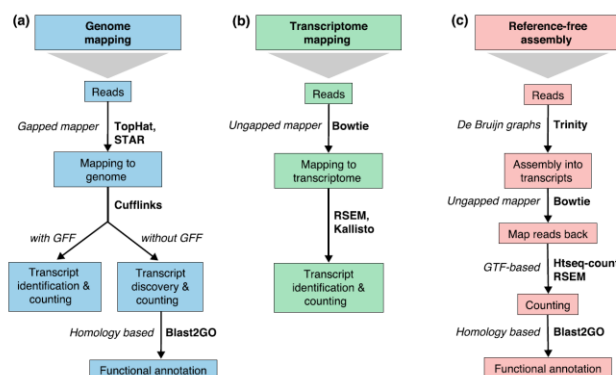 (a)
Genome
mapping
Reads
Gapped mapper
TopHat,
STAR
Mapping to
genome
Cufflinks
with GFF
without GFF
Transcript
identification &
counting
Transcript
discovery &
counting
Homology based
Blast2GO
Functional annotation
(b)
Transcriptome
mapping
Reads
Ungapped mapper
Bowtie
Mapping to
transcriptome
RSEM,
Kallisto
Transcript
identification &
counting
(c)
Reference-free
assembly
Reads
De Bruijn graphs
Trinity
Assembly into
transcripts
Ungapped mapper
Bowtie
Map reads back
GTF-based
Htseq-count
RSEM
Counting
Homology based
Blast2GO
Functional annotation